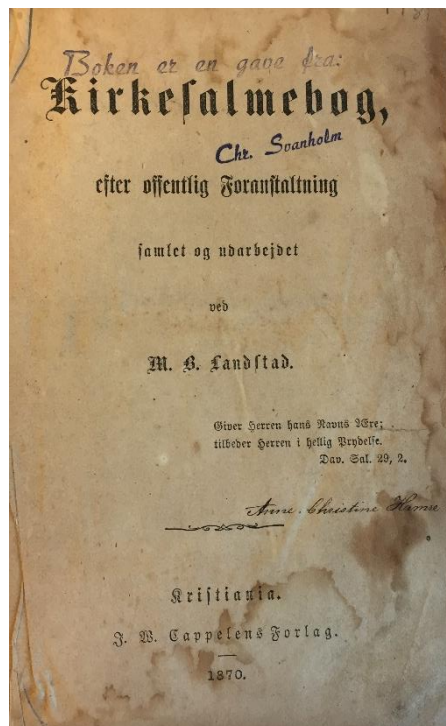 Boken er en gave fra:
Kirkesalmebog,
Chr. Svanholm
efter offentlig Foranstaltning
samlet og udarbejdet
ved
M. B. Landstad.
Giver Herren hans Navns Ære;
tilbeder Herren i hellig Prydelse.
Dav. Sal. 29, 2.
Anne Christine Hamre
Kristiania.
J. W. Cappelens Forlag.
1870.